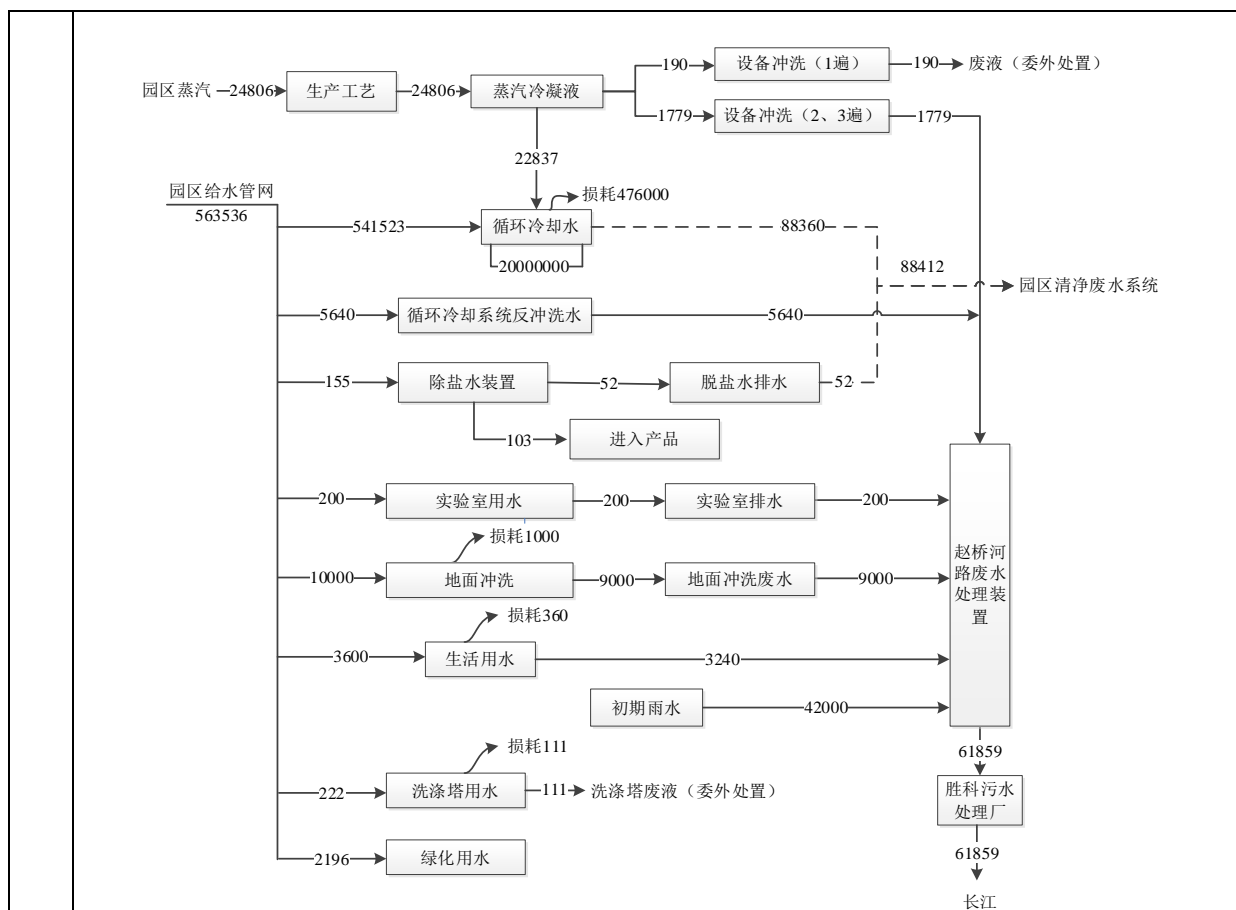 190
设备冲洗（1遍）
190
废液（委外处置）
园区蒸汽
24806
生产工艺
24806
蒸汽冷凝液
1779
设备冲洗（2、3遍）
1779
22837
园区给水管网
563536
损耗476000
541523
循环冷却水
88360
20000000
88412
园区清净废水系统
5640
循环冷却系统反冲洗水
5640
155
除盐水装置
52
脱盐水排水
52
103
进入产品
200
实验室用水
200
实验室排水
200
损耗1000
10000
地面冲洗
9000
地面冲洗废水
9000
赵桥河
路废水
处理装
置
损耗360
3600
生活用水
3240
初期雨水
42000
损耗111
61859
222
洗涤塔用水
111
洗涤塔废液（委外处置）
胜科污水
处理厂
2196
绿化用水
61859
长江